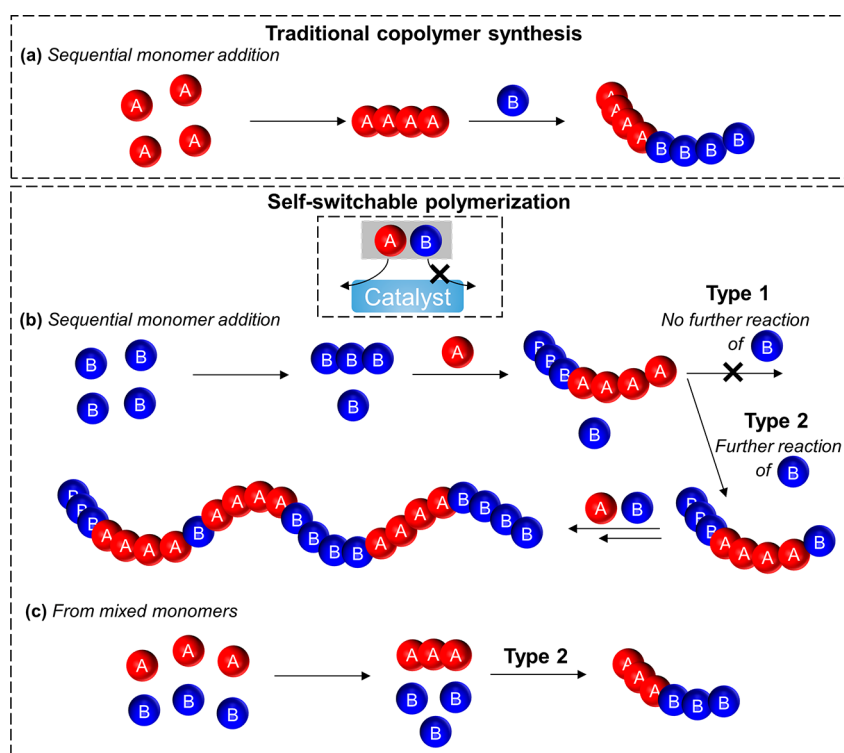 Traditional copolymer synthesis
(a) Sequential monomer addition
A A A A
A A A A
B
A A A A B B B B
Self-switchable polymerization
A B
Catalyst
(b) Sequential monomer addition
Type 1
No further reaction
of B
B B B B
B B B
B
A
B B B A A A A
B
Type 2
Further reaction
of B
B B B A A A A B A A A A B B B B A A A A B B B B
A B
B B B A A A A B
(c) From mixed monomers
A A A
B B B
A A A
B B
B
Type 2
A A A B B B